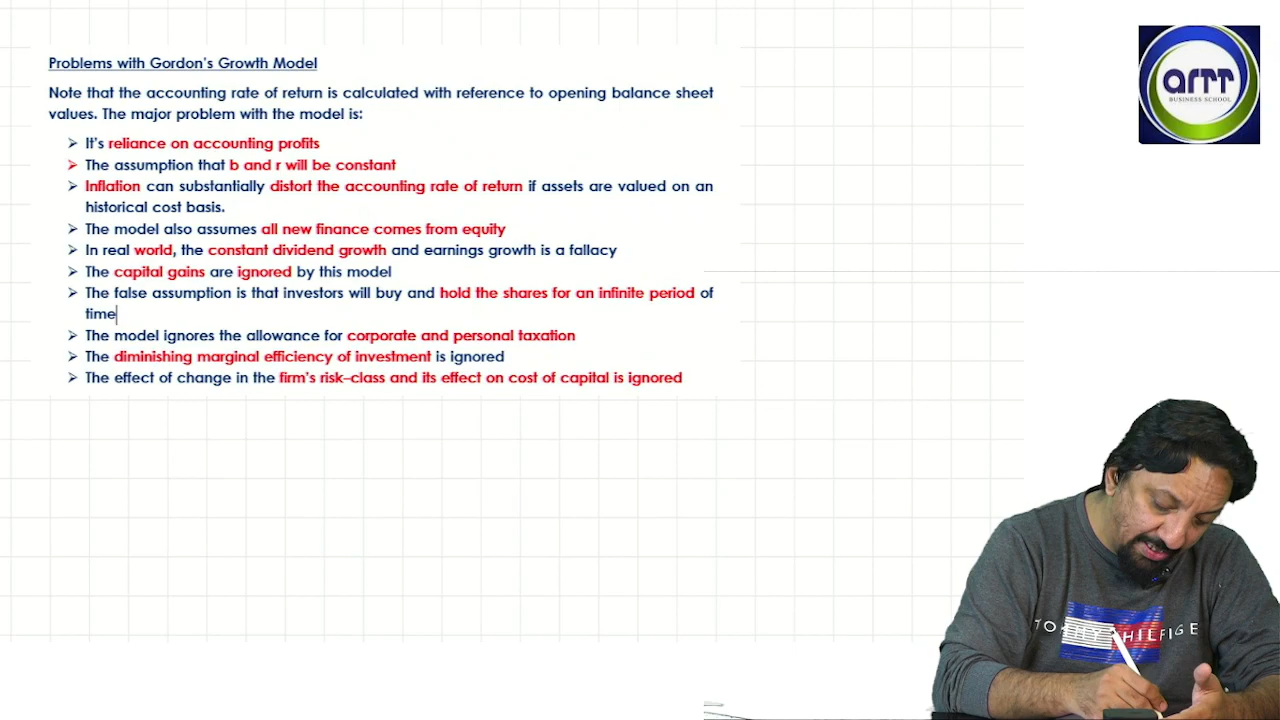 Problems with Gordon's Growth Model
Note that the accounting rate of return is calculated with reference to opening balance sheet
values. The major problem with the model is:
➢ It's reliance on accounting profits
➢ The assumption that b and r will be constant
➢ Inflation can substantially distort the accounting rate of return if assets are valued on an
historical cost basis.
➢ The model also assumes all new finance comes from equity
➢ In real world, the constant dividend growth and earnings growth is a fallacy
➢ The capital gains are ignored by this model
➢ The false assumption is that investors will buy and hold the shares for an infinite period of
time
➢ The model ignores the allowance for corporate and personal taxation
➢ The diminishing marginal efficiency of investment is ignored
➢ The effect of change in the firm's risk–class and its effect on cost of capital is ignored
artt
BUSINESS SCHOOL
TOMMY HILFIGE